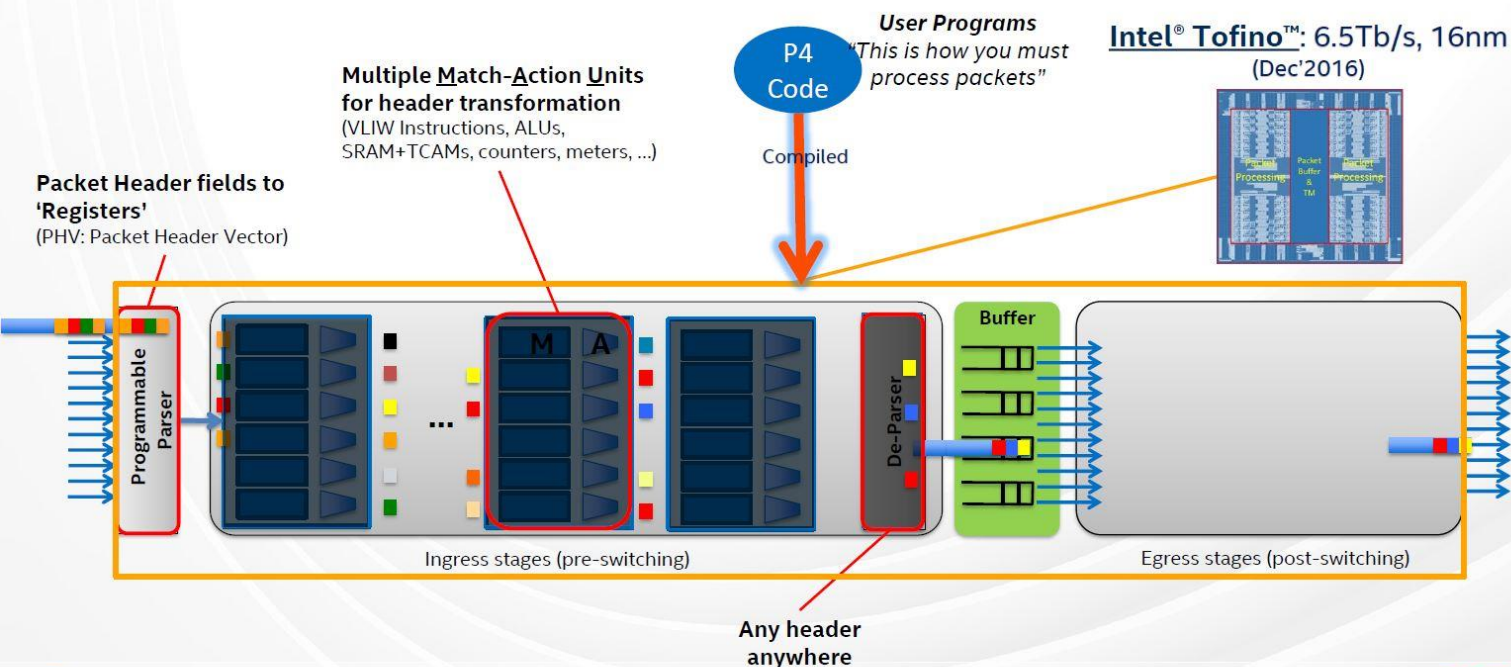 User Programs
"This is how you must
process packets"
P4
Code
Compiled
Intel® Tofino™: 6.5Tb/s, 16nm
(Dec'2016)
Packet
Processing
Packet
Buffer
&
TM
Packet
Processing
Multiple Match-Action Units
for header transformation
(VLIW Instructions, ALUs,
SRAM+TCAMs, counters, meters, ...)
Packet Header fields to
'Registers'
(PHV: Packet Header Vector)
Programmable
Parser
M
A
...
De-Parser
Buffer
Ingress stages (pre-switching)
Egress stages (post-switching)
Any header
anywhere